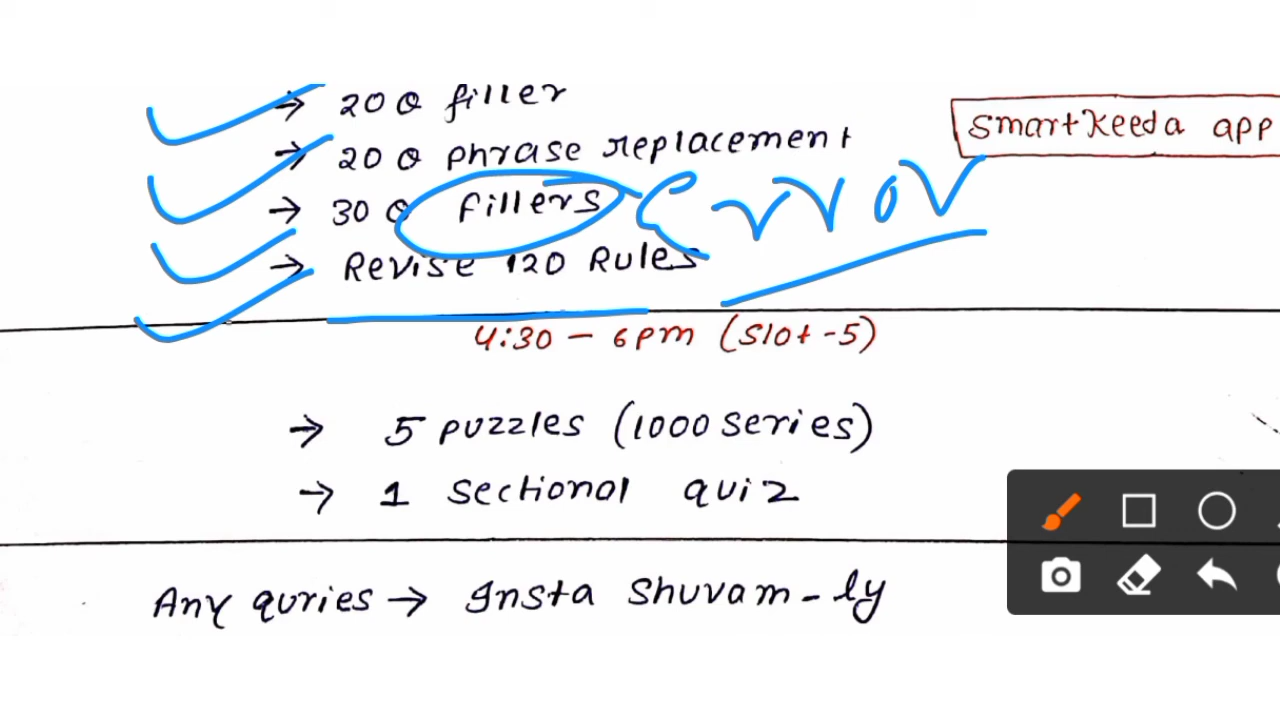 → 20 Q filler
→ 20 Q phrase replacement
smartkeeda app
→ 30 Q fillers Error
→ Revise 120 Rules
4:30 – 6pm (Slot-5)
→ 5 puzzles (1000 series)
→ 1 sectional quiz
Any quries → Insta Shuvam-ly